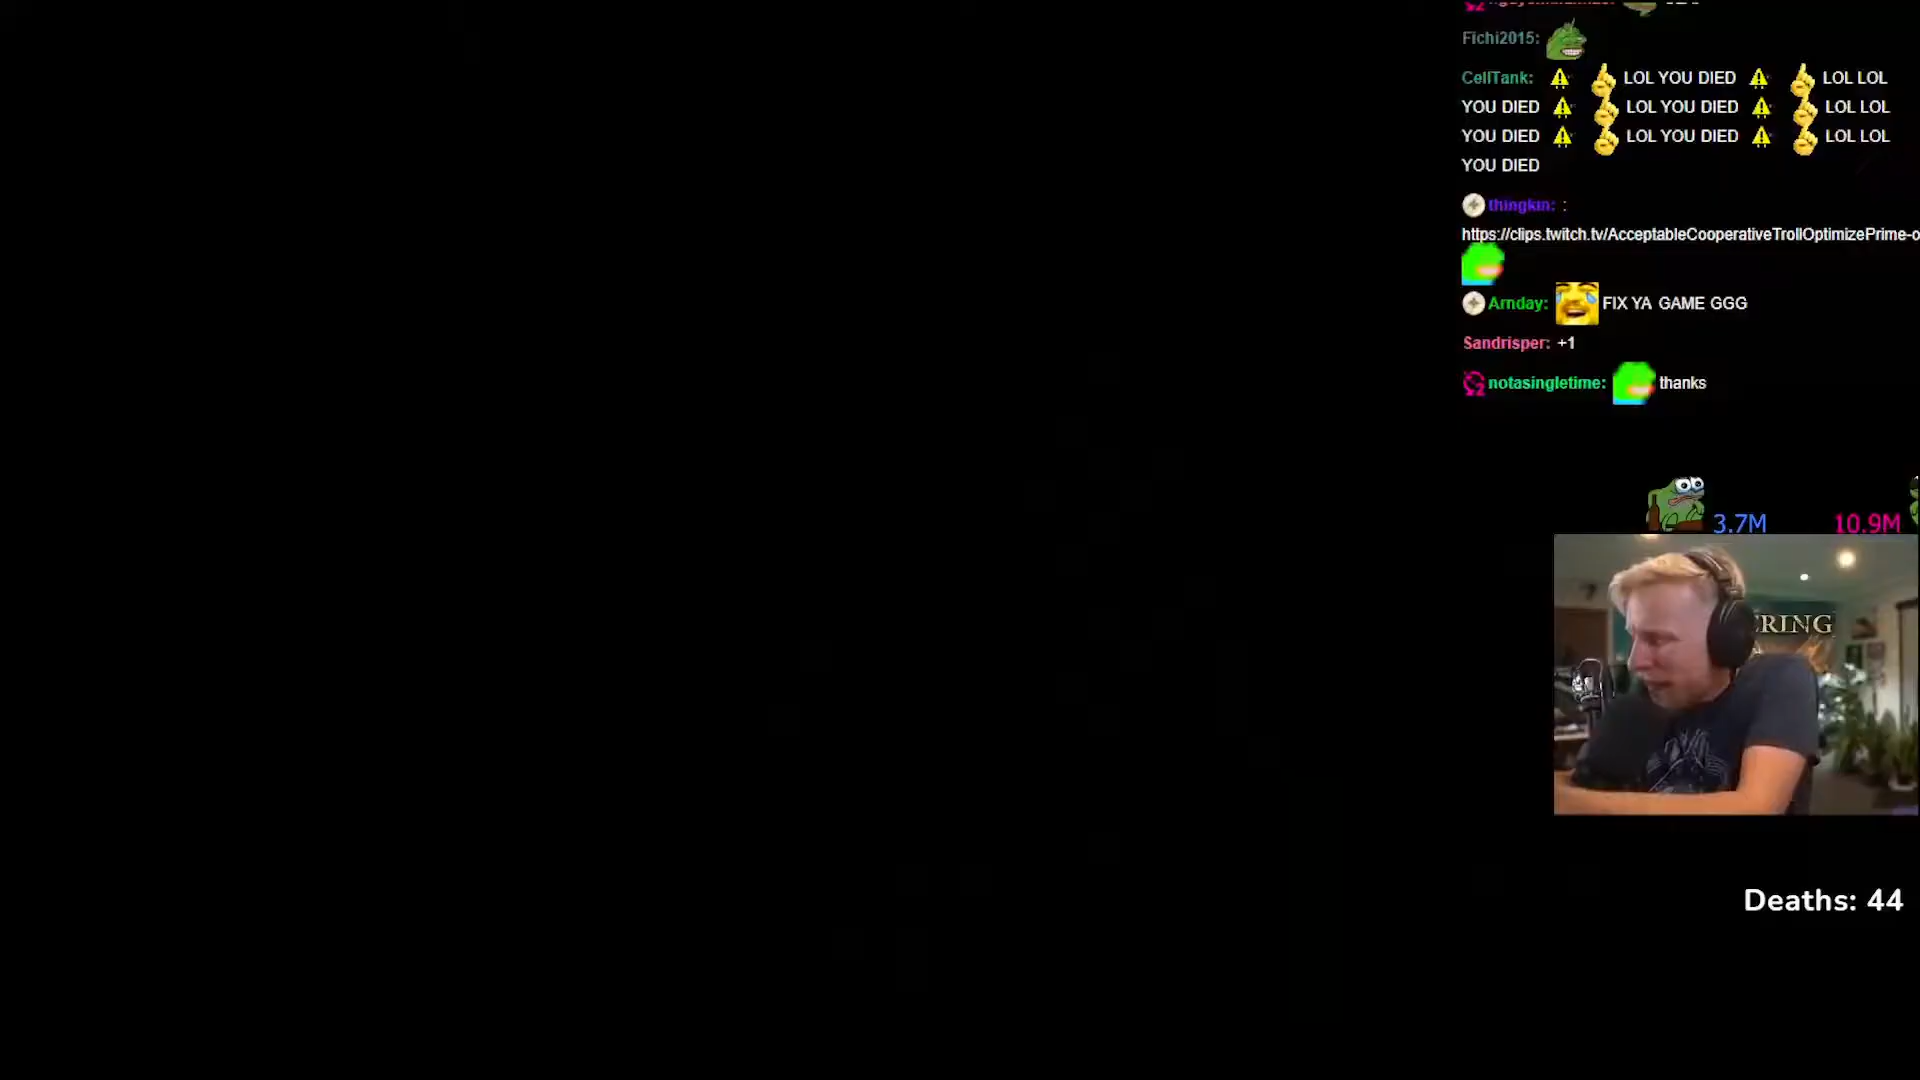 Fichi2015:
CellTank: LOL YOU DIED LOL LOL
YOU DIED LOL YOU DIED LOL LOL
YOU DIED LOL YOU DIED LOL LOL
YOU DIED
thingkin: :
https://clips.twitch.tv/AcceptableCooperativeTrollOptimizePrime-o
Arnday: FIX YA GAME GGG
Sandrisper: +1
notasingletime: thanks
3.7M 10.9M
ERING
Deaths: 44